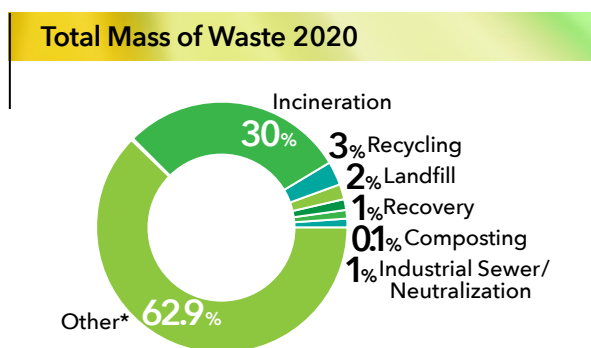 Total Mass of Waste 2020
Incineration
30%
3% Recycling
2% Landfill
1% Recovery
0.1% Composting
1% Industrial Sewer/
Neutralization
Other* 62.9%